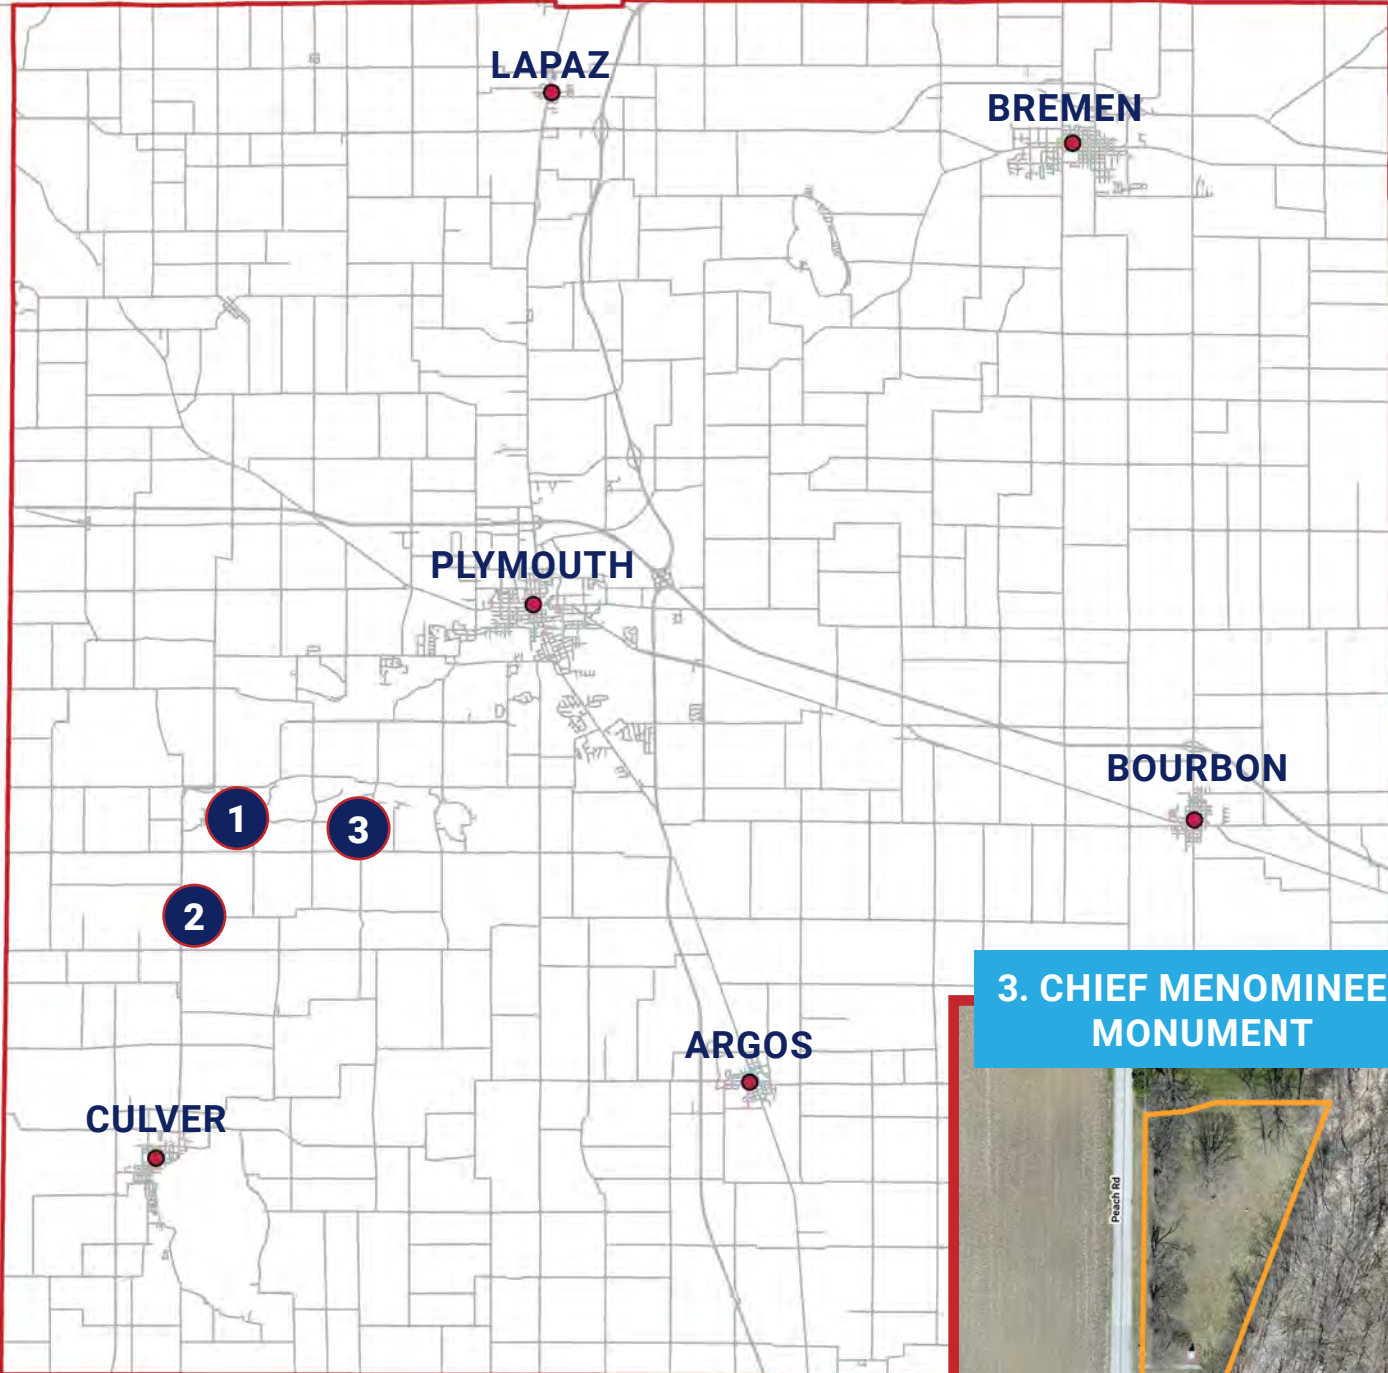 LAPAZ
BREMEN
PLYMOUTH
BOURBON
1
3
2
3. CHIEF MENOMINEE
MONUMENT
ARGOS
CULVER
Peach Rd